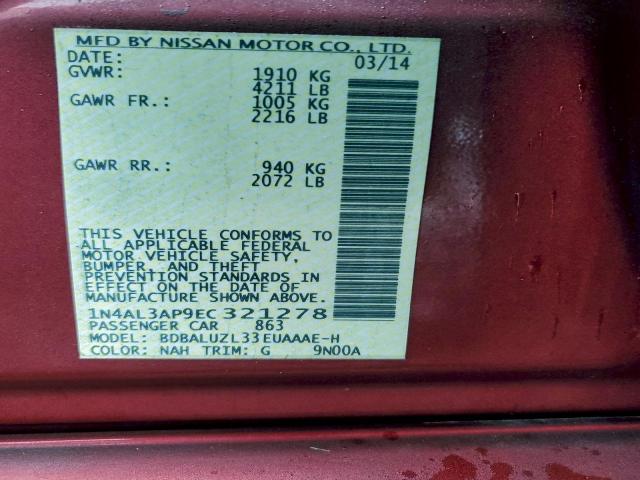 MFD BY NISSAN MOTOR CO., LTD.
DATE: 03/14
GVWR: 1910 KG
4211 LB
GAWR FR.: 1005 KG
2216 LB
GAWR RR.: 940 KG
2072 LB
THIS VEHICLE CONFORMS TO
ALL APPLICABLE FEDERAL
MOTOR VEHICLE SAFETY,
BUMPER, AND THEFT
PREVENTION STANDARDS IN
EFFECT ON THE DATE OF
MANUFACTURE SHOWN ABOVE.
1N4AL3AP9EC321278
PASSENGER CAR 863
MODEL: BDBALUZL33EUAAAE-H
COLOR: NAH TRIM: G 9N00A